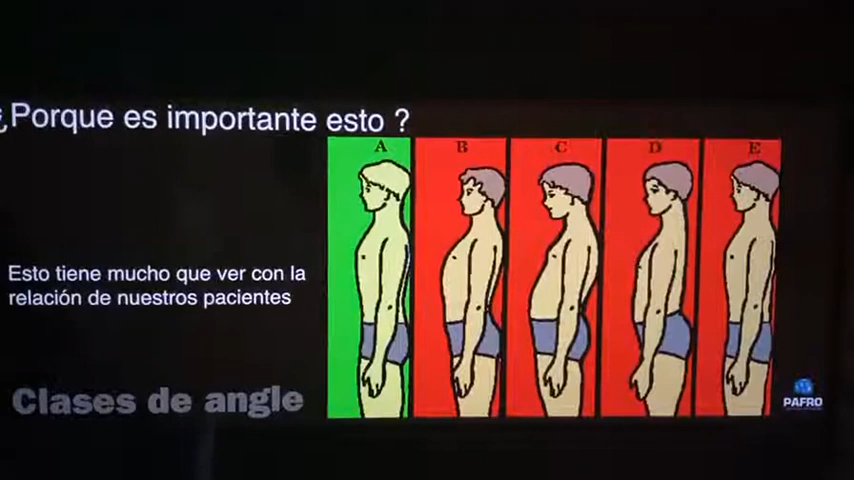 ¿Porque es importante esto ?
A B C D E
Esto tiene mucho que ver con la
relación de nuestros pacientes
Clases de angle
PAFRO